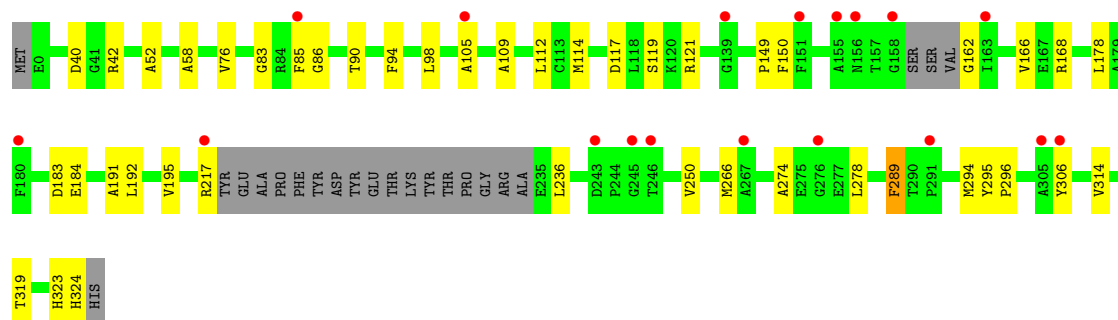 MET E0 D40 G41 R42 A52 A58 V76 G83 R84 F85 G86 T90 F94 L98 A105 A109 L112 C113 M114 D117 L118 S119 K120 R121 G139 P149 F150 F151 A155 N156 T157 G158 SER SER VAL G162 I163 V166 E167 R168 L178 A179
F180 D183 E184 A191 L192 V195 R217 TYR GLU ALA PRO PHE TYR ASP TYR GLU THR LYS TYR THR PRO GLY ARG ALA E235 L236 D243 P244 G245 T246 V250 M266 A267 A274 E275 G276 E277 L278 F289 T290 P291 M294 Y295 P296 A305 Y306 V314
T319 H323 H324 HIS